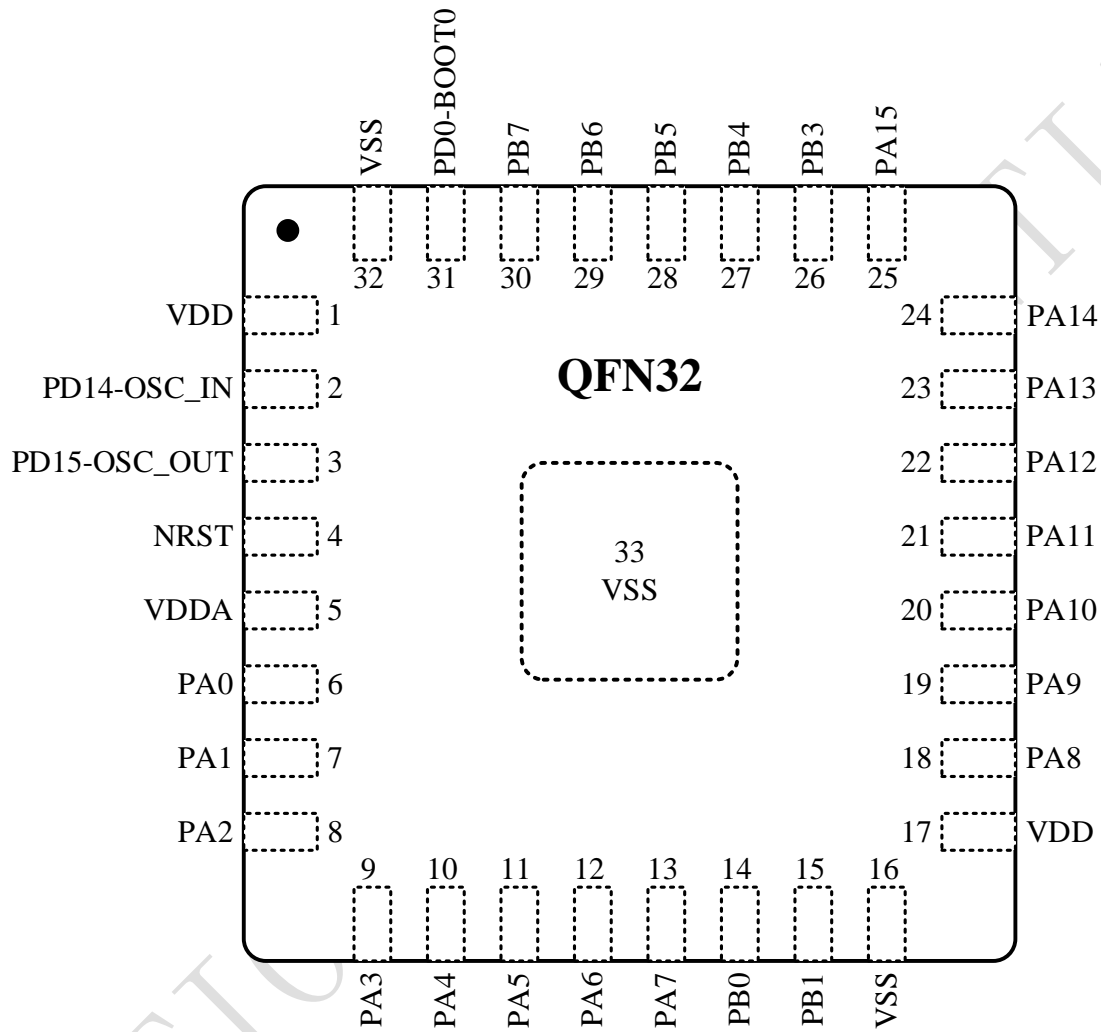 VSS
PD0-BOOT0
PB7
PB6
PB5
PB4
PB3
PA15
32 31 30 29 28 27 26 25
VDD 1
PD14-OSC_IN 2
PD15-OSC_OUT 3
NRST 4
VDDA 5
PA0 6
PA1 7
PA2 8
QFN32
33
VSS
24 PA14
23 PA13
22 PA12
21 PA11
20 PA10
19 PA9
18 PA8
17 VDD
9 10 11 12 13 14 15 16
PA3
PA4
PA5
PA6
PA7
PB0
PB1
VSS